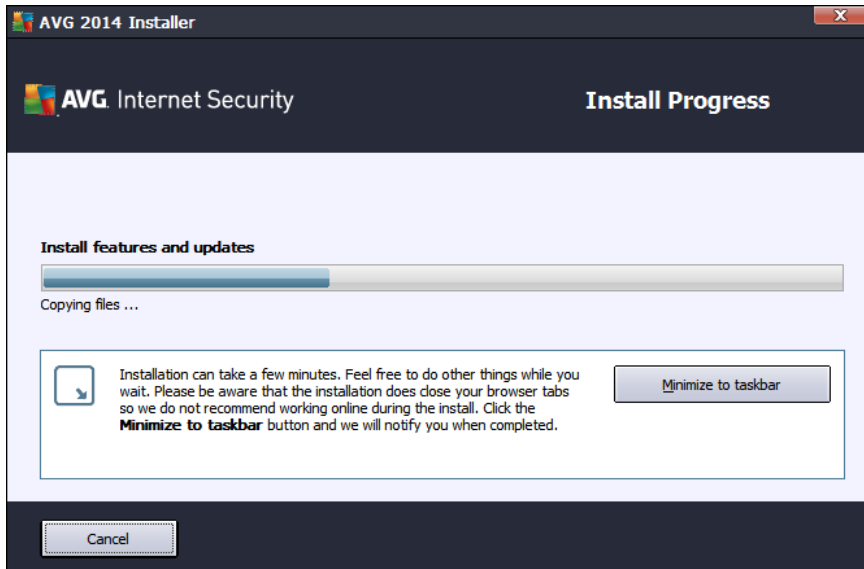 AVG 2014 Installer
X
AVG. Internet Security
Install Progress
Install features and updates
Copying files ...
Installation can take a few minutes. Feel free to do other things while you
wait. Please be aware that the installation does close your browser tabs
so we do not recommend working online during the install. Click the
Minimize to taskbar button and we will notify you when completed.
Minimize to taskbar
Cancel